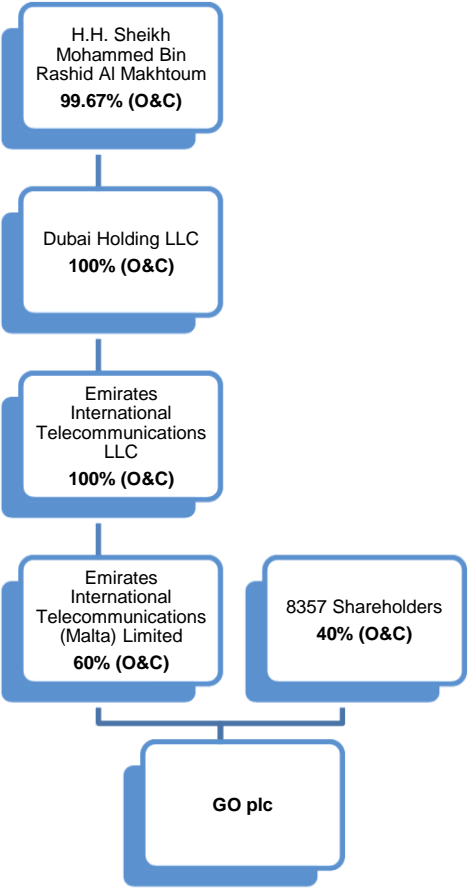 H.H. Sheikh
Mohammed Bin
Rashid Al Makhtoum
99.67% (O&C)
Dubai Holding LLC
100% (O&C)
Emirates
International
Telecommunications
LLC
100% (O&C)
Emirates
International
Telecommunications
(Malta) Limited
60% (O&C)
8357 Shareholders
40% (O&C)
GO plc